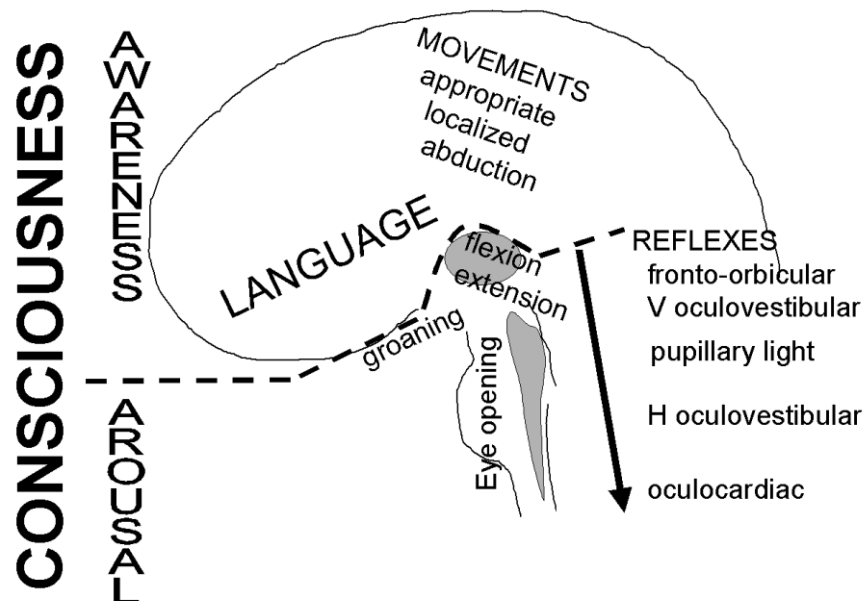 CONSCIOUSNESS
AWARENESS
AROUSAL
MOVEMENTS
appropriate
localized
abduction
LANGUAGE
flexion
extension
groaning
Eye opening
REFLEXES
fronto-orbicular
V oculovestibular
pupillary light
H oculovestibular
oculocardiac